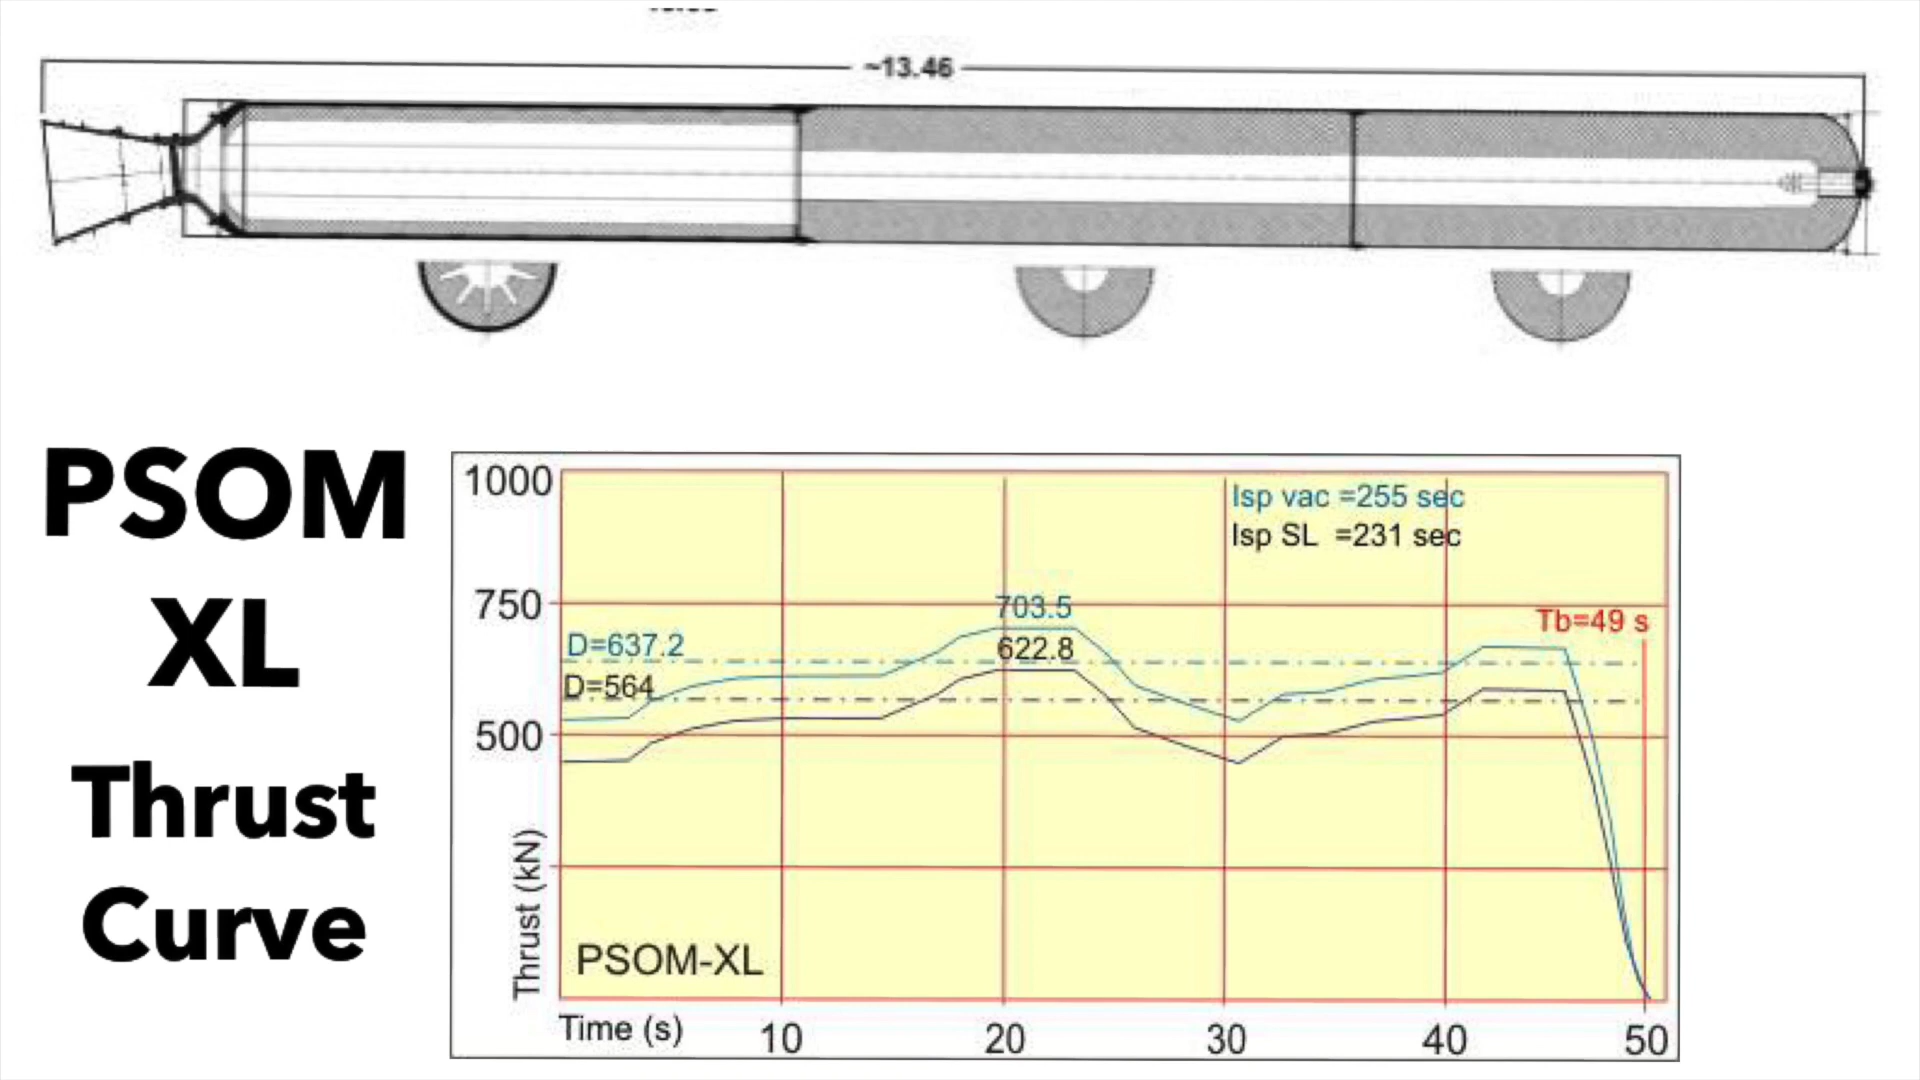 ~13.46
PSOM
XL
Thrust
Curve
1000
750
500
Thrust (kN)
Isp vac =255 sec
Isp SL =231 sec
703.5
622.8
Tb=49 s
D=637.2
D=564
PSOM-XL
Time (s)
10
20
30
40
50